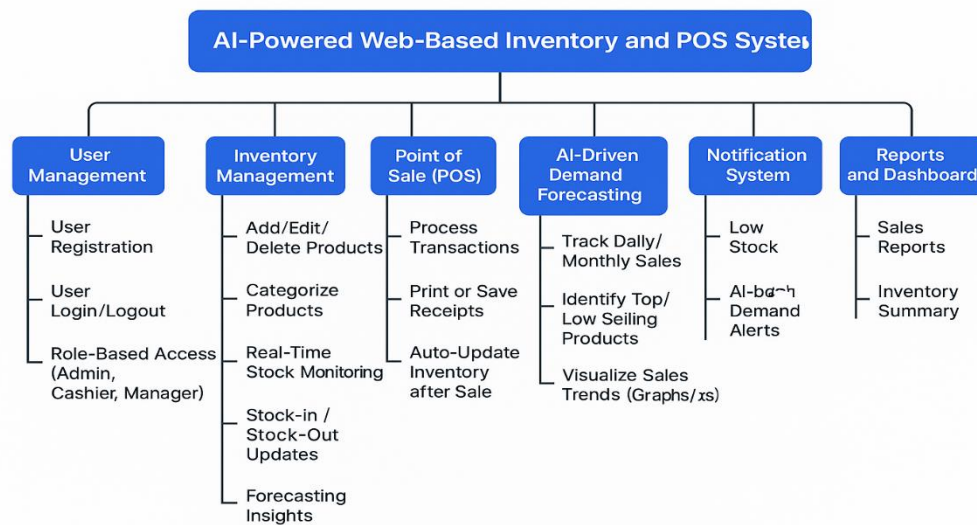 AI-Powered Web-Based Inventory and POS
User
Management
User
Registration
User
Login/Logout
Role-Based Access
(Admin,
Cashier, Manager)
Inventory
Management
Add/Edit/
Delete Products
Categorize
Products
Real-Time
Stock Monitoring
Stock-in /
Stock-Out
Updates
Forecasting
Insights
Point of
Sale (POS)
Process
Transactions
Print or Save
Receipts
Auto-Update
Inventory
after Sale
AI-Driven
Demand
Forecasting
Track Dally/
Monthly Sales
Identify Top/
Low Seiling
Products
Visualize Sales
Trends (Graphs/
Notification
System
Low
Stock
Demand
Alerts
Reports
and Dashboard
Sales
Reports
Inventory
Summary